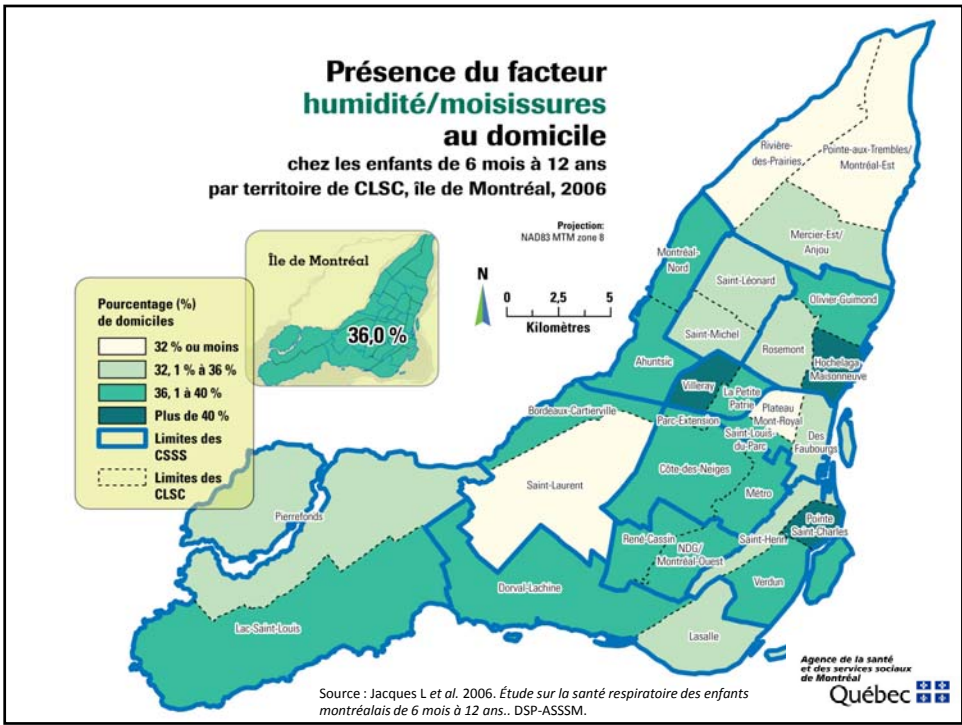 Présence du facteur
humidité/moisissures
au domicile
chez les enfants de 6 mois à 12 ans
par territoire de CLSC, île de Montréal, 2006
Projection:
NAD83 MTM zone 8
Île de Montréal
36,0 %
N
0 2,5 5
Kilomètres
Pourcentage (%)
de domiciles
32 % ou moins
32, 1 % à 36 %
36, 1 à 40 %
Plus de 40 %
Limites des
CSSS
Limites des
CLSC
Rivière-
des-Prairies
Pointe-aux-Trembles/
Montréal-Est
Mercier-Est/
Anjou
Montréal-
Nord
Saint-Léonard
Olivier-Guimond
Saint-Michel
Rosemont
Hochelaga
Maisonneuve
Ahuntsic
Villeray
La Petite
Patrie
Plateau
Mont-Royal
Bordeaux-Cartierville
Parc-Extension
Saint-Louis-
du-Parc
Des
Faubourgs
Côte-des-Neiges
Saint-Laurent
Métro
Pierrefonds
Pointe
Saint-Charles
René-Cassin
NDG/
Montréal-Ouest
Saint-Henri
Verdun
Dorval-Lachine
Lac-Saint-Louis
Lasalle
Source : Jacques L et al. 2006. Étude sur la santé respiratoire des enfants
montréalais de 6 mois à 12 ans.. DSP-ASSSM.
Agence de la santé
et des services sociaux
de Montréal
Québec